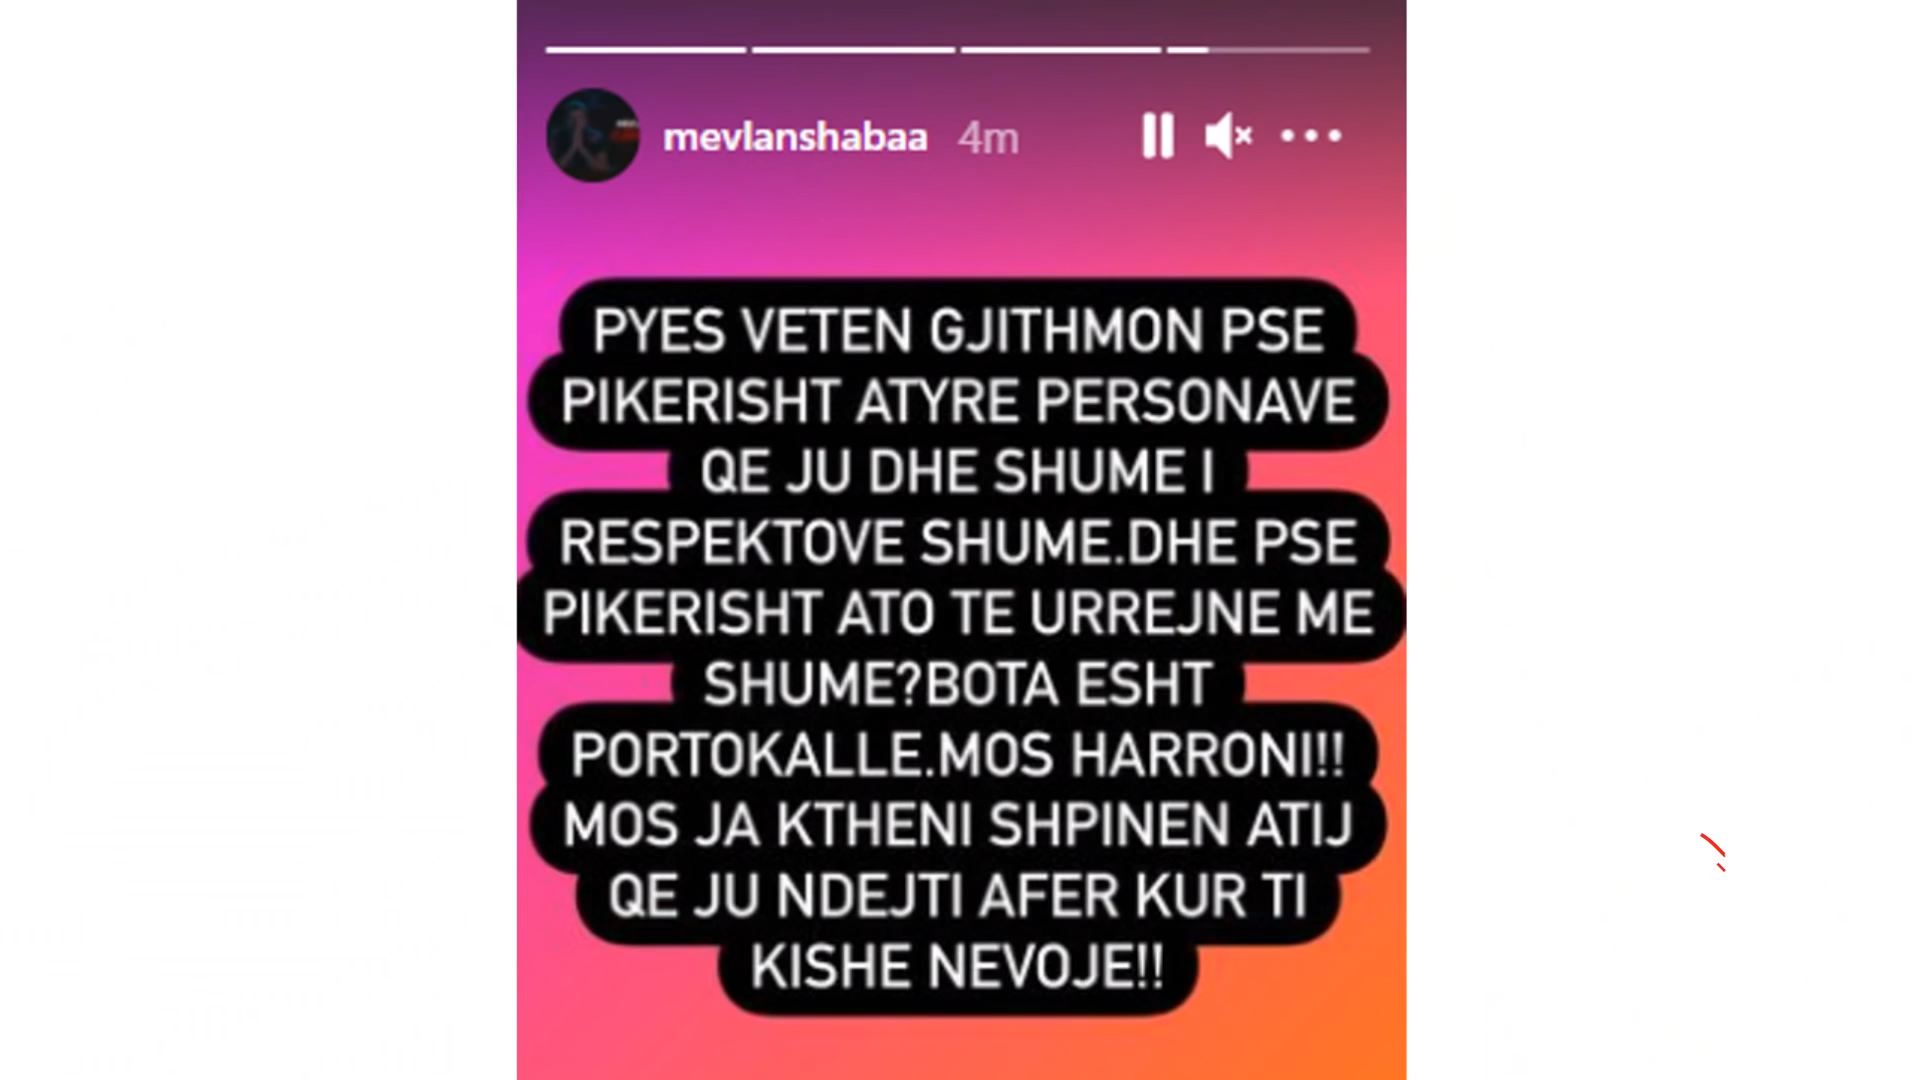 mevlanshabaa 4m
PYES VETEN GJITHMON PSE
PIKERISHT ATYRE PERSONAVE
QE JU DHE SHUME I
RESPEKTOVE SHUME.DHE PSE
PIKERISHT ATO TE URREJNE ME
SHUME?BOTA ESHT
PORTOKALLE.MOS HARRONI!!
MOS JA KTHENI SHPINEN ATIJ
QE JU NDEJTI AFER KUR TI
KISHE NEVOJE!!